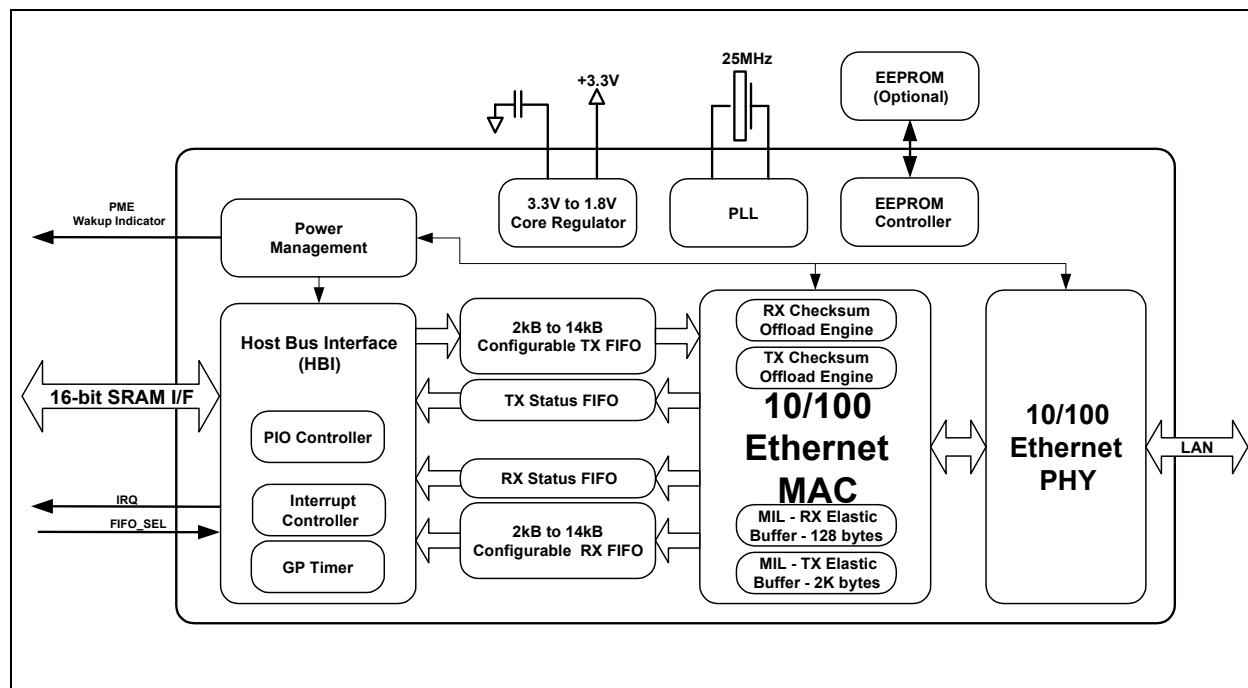 25MHz
+3.3V
EEPROM
(Optional)
3.3V to 1.8V
Core Regulator
PLL
EEPROM
Controller
PME
Wakup Indicator
Power
Management
Host Bus Interface
(HBI)
2kB to 14kB
Configurable TX FIFO
RX Checksum
Offload Engine
TX Checksum
Offload Engine
16-bit SRAM I/F
TX Status FIFO
10/100
Ethernet
MAC
10/100
Ethernet
PHY
LAN
PIO Controller
RX Status FIFO
IRQ
FIFO_SEL
Interrupt
Controller
GP Timer
2kB to 14kB
Configurable RX FIFO
MIL - RX Elastic
Buffer - 128 bytes
MIL - TX Elastic
Buffer - 2K bytes